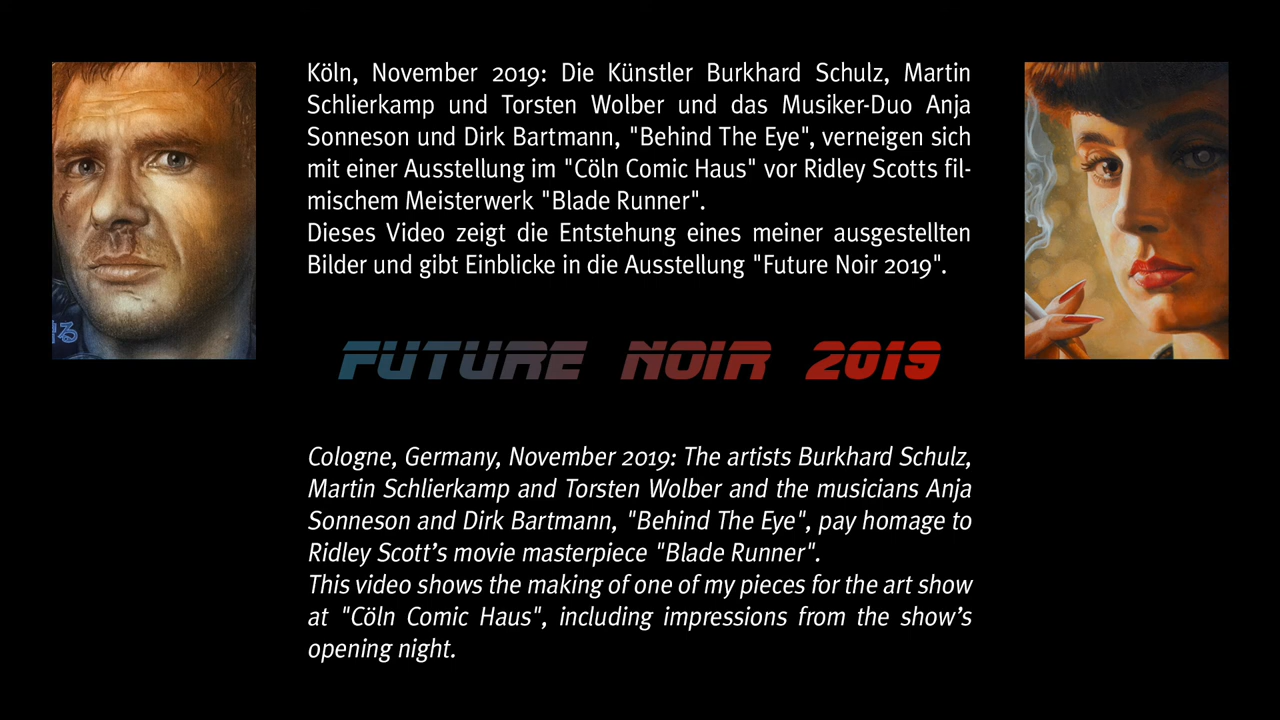 Köln, November 2019: Die Künstler Burkhard Schulz, Martin
Schlierkamp und Torsten Wolber und das Musiker-Duo Anja
Sonneson und Dirk Bartmann, "Behind The Eye", verneigen sich
mit einer Ausstellung im "Cöln Comic Haus" vor Ridley Scotts fil-
mischem Meisterwerk "Blade Runner".
Dieses Video zeigt die Entstehung eines meiner ausgestellten
Bilder und gibt Einblicke in die Ausstellung "Future Noir 2019".
FUTURE NOIR 2019
Cologne, Germany, November 2019: The artists Burkhard Schulz,
Martin Schlierkamp and Torsten Wolber and the musicians Anja
Sonneson and Dirk Bartmann, "Behind The Eye", pay homage to
Ridley Scott's movie masterpiece "Blade Runner".
This video shows the making of one of my pieces for the art show
at "Cöln Comic Haus", including impressions from the show's
opening night.